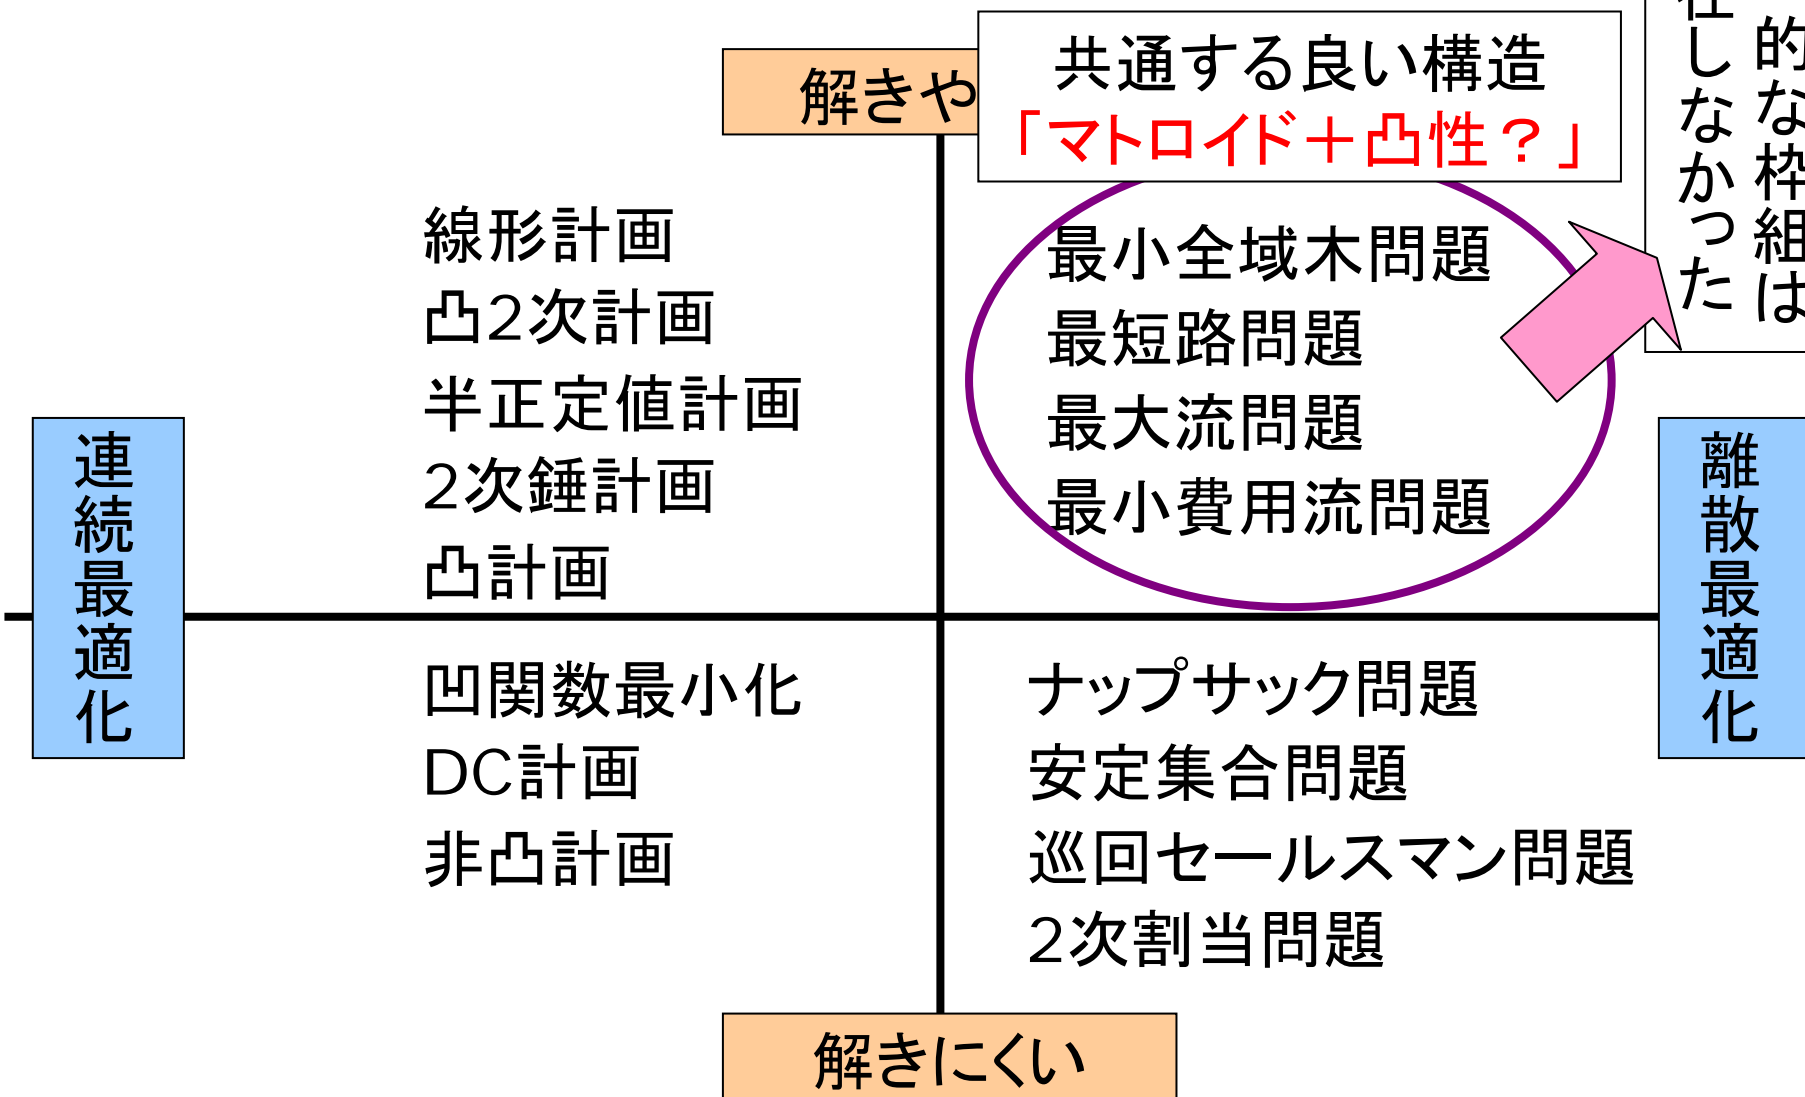 解きや
共通する良い構造
「マトロイド＋凸性？」
的な枠組は
在しなかった
線形計画
凸2次計画
半正定値計画
2次錘計画
凸計画
最小全域木問題
最短路問題
最大流問題
最小費用流問題
連続最適化
離散最適化
凹関数最小化
DC計画
非凸計画
ナップサック問題
安定集合問題
巡回セールスマン問題
2次割当問題
解きにくい